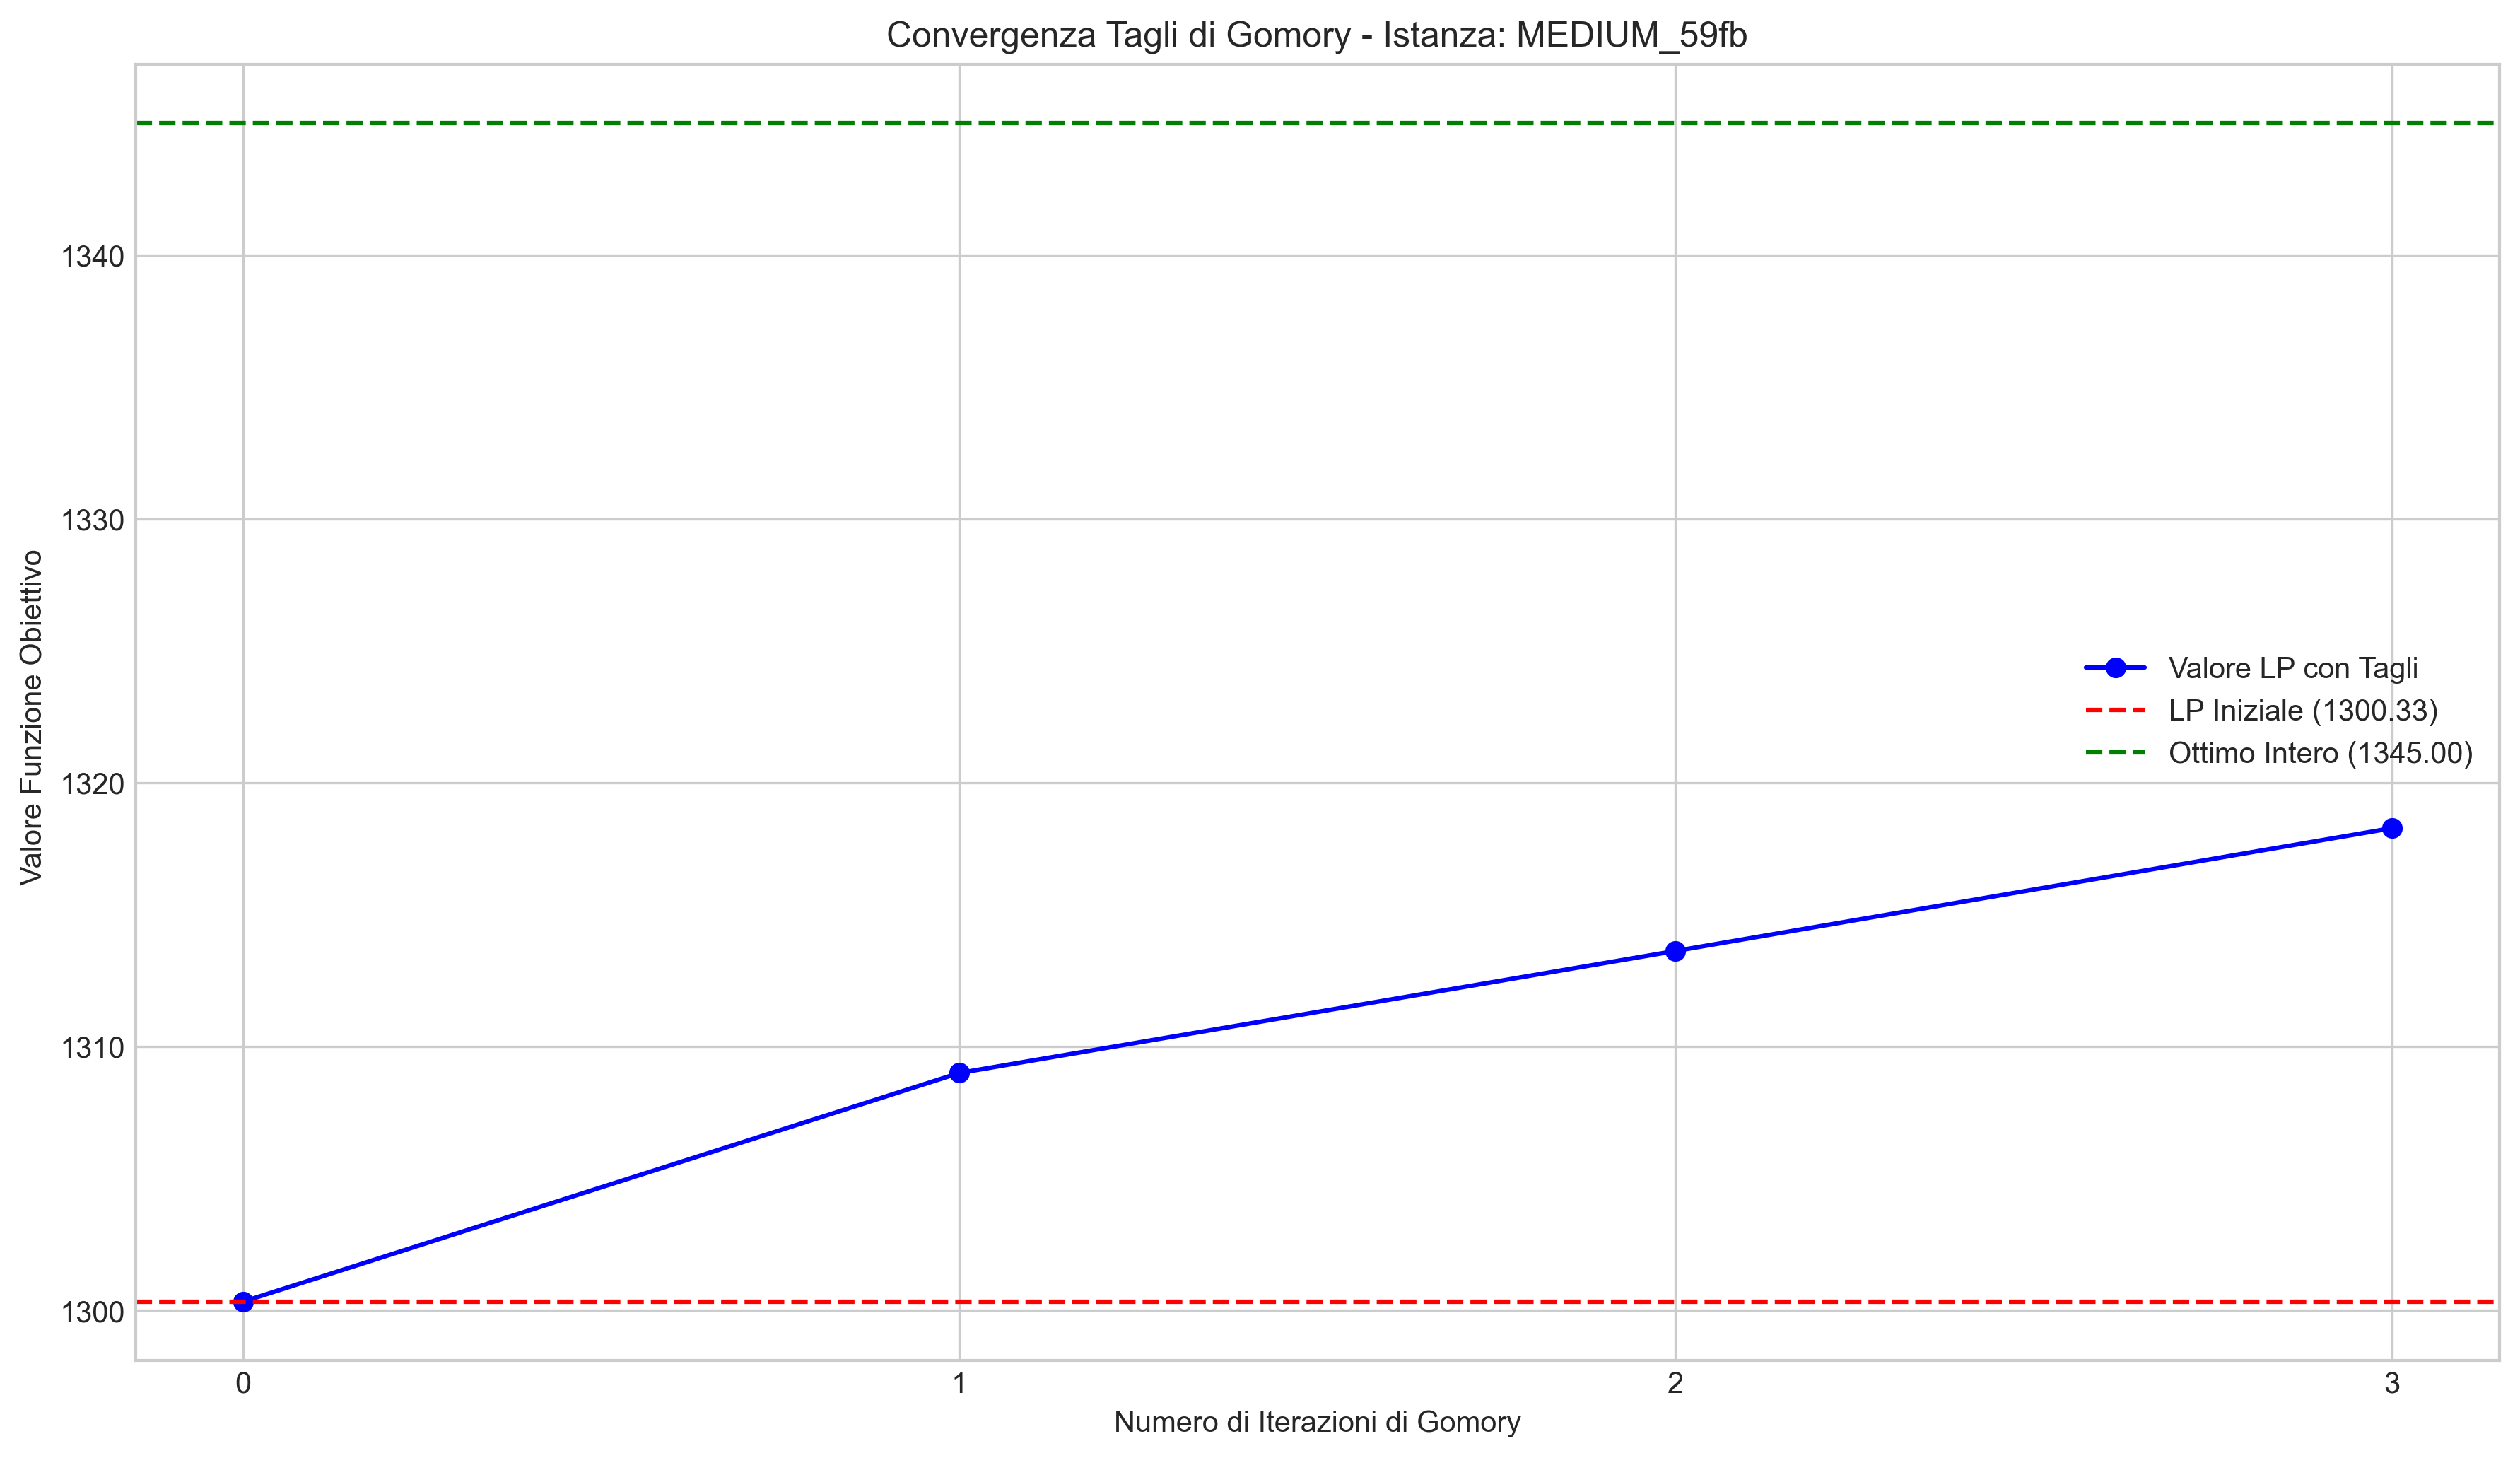 Convergenza Tagli di Gomory - Istanza: MEDIUM_59fb
Valore Funzione Obiettivo
1340
1330
1320
1310
1300
Valore LP con Tagli
LP Iniziale (1300.33)
Ottimo Intero (1345.00)
0
1
2
3
Numero di Iterazioni di Gomory